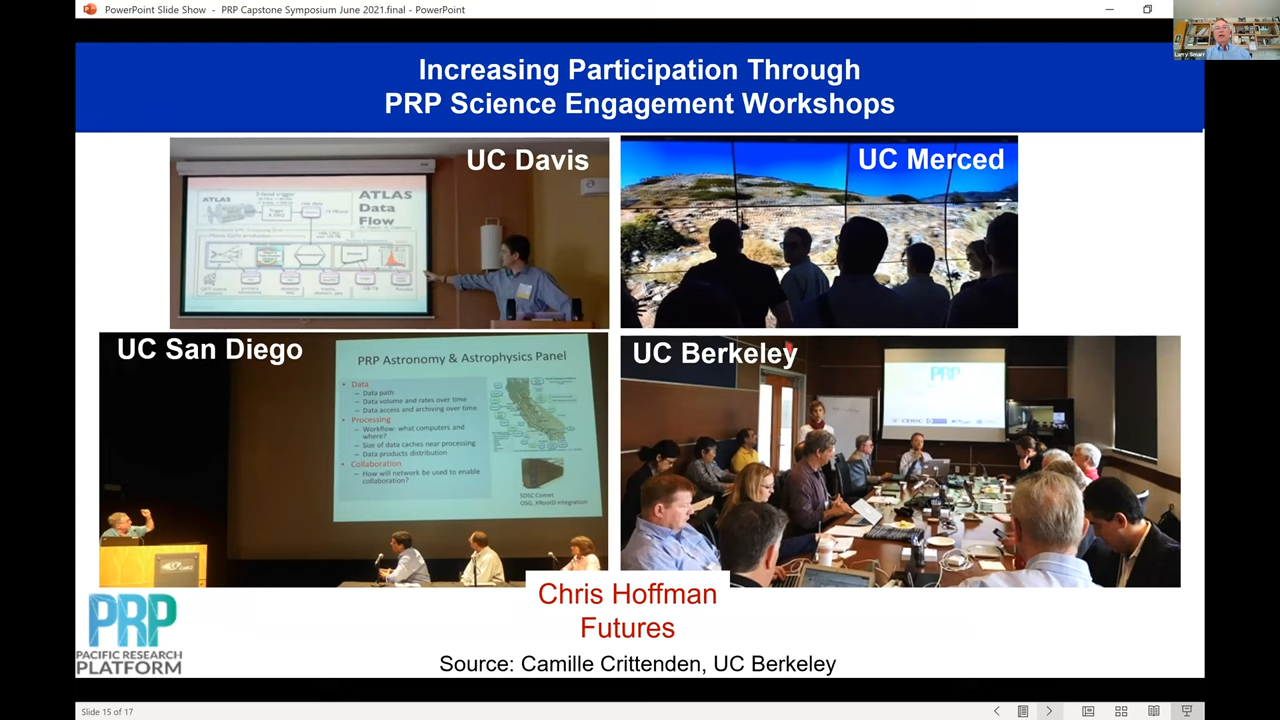 PowerPoint Slide Show - PRP Capstone Symposium June 2021.final - PowerPoint
Larry Smarr
Increasing Participation Through
PRP Science Engagement Workshops
UC Davis
ATLAS
ATLAS
Data
Flow
UC Merced
UC San Diego
PRP Astronomy & Astrophysics Panel
• Data
– Data path
– Data volume and rates over time
– Data access and archiving over time
• Processing
– Workflow: what computers and
where?
– Size of data caches near processing
– Data products distribution
• Collaboration
– How will network be used to enable
collaboration?
SDSC Comet
OSG, XRootD integration
UC Berkeley
PRP
Chris Hoffman
Futures
PRP
PACIFIC RESEARCH
PLATFORM
Source: Camille Crittenden, UC Berkeley
Slide 15 of 17